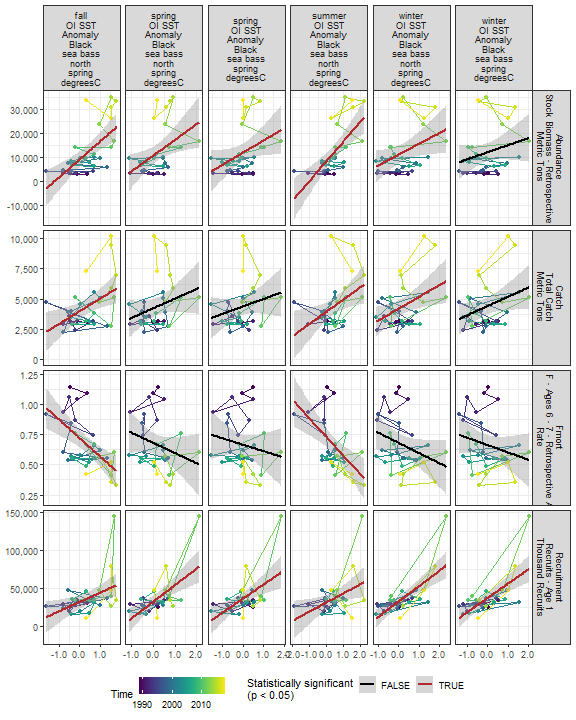 fall
OI SST
Anomaly
Black
sea bass
north
spring
degreesC
spring
OI SST
Anomaly
Black
sea bass
north
spring
degreesC
spring
OI SST
Anomaly
Black
sea bass
spring
degreesC
summer
OI SST
Anomaly
Black
sea bass
north
spring
degreesC
winter
OI SST
Anomaly
Black
sea bass
north
spring
degreesC
winter
OI SST
Anomaly
Black
sea bass
spring
degreesC
30,000
20,000
10,000
0
-10,000
Abundance
Stock Biomass - Retrospective
Metric Tons
10,000
7,500
5,000
2,500
0
Catch
Total Catch
Metric Tons
1.25
1.00
0.75
0.50
0.25
Fmort
F - Ages 6 - 7 - Retrospective
Rate
150,000
100,000
50,000
0
Recruitment
Recruits - Age 1
Thousand Recruits
-1.0 0.0 1.0
-1.0 0.0 1.0 2.0
-1.0 0.0 1.0
-1.0 0.0 1.0
-1.0 0.0 1.0 2.0
-1.0 0.0 1.0 2.0
Time
1990 2000 2010
Statistically significant
(p < 0.05)
FALSE
TRUE